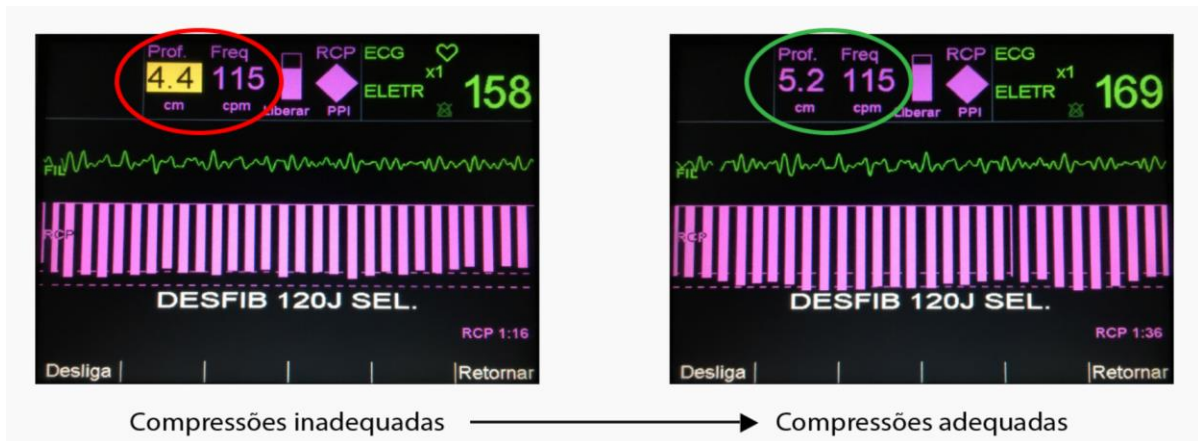 Prof. Freq RCP ECG
4.4 115 x1 158
ELETR
cm cpm Liberar PPI
FIL
RCP
DESFIB 120J SEL.
RCP 1:16
Desliga Retornar
Prof. Freq RCP ECG
5.2 115 x1 169
ELETR
cm cpm Liberar PPI
FIL
RCP
DESFIB 120J SEL.
RCP 1:36
Desliga Retornar
Compressões inadequadas Compressões adequadas